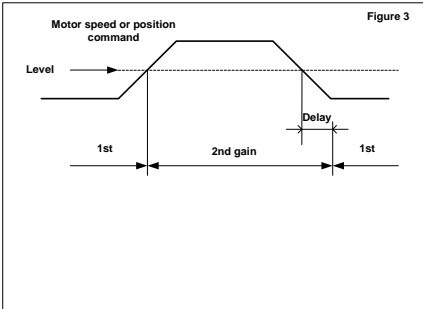 Figure 3
Motor speed or position
command
Level
Delay
1st
2nd gain
1st